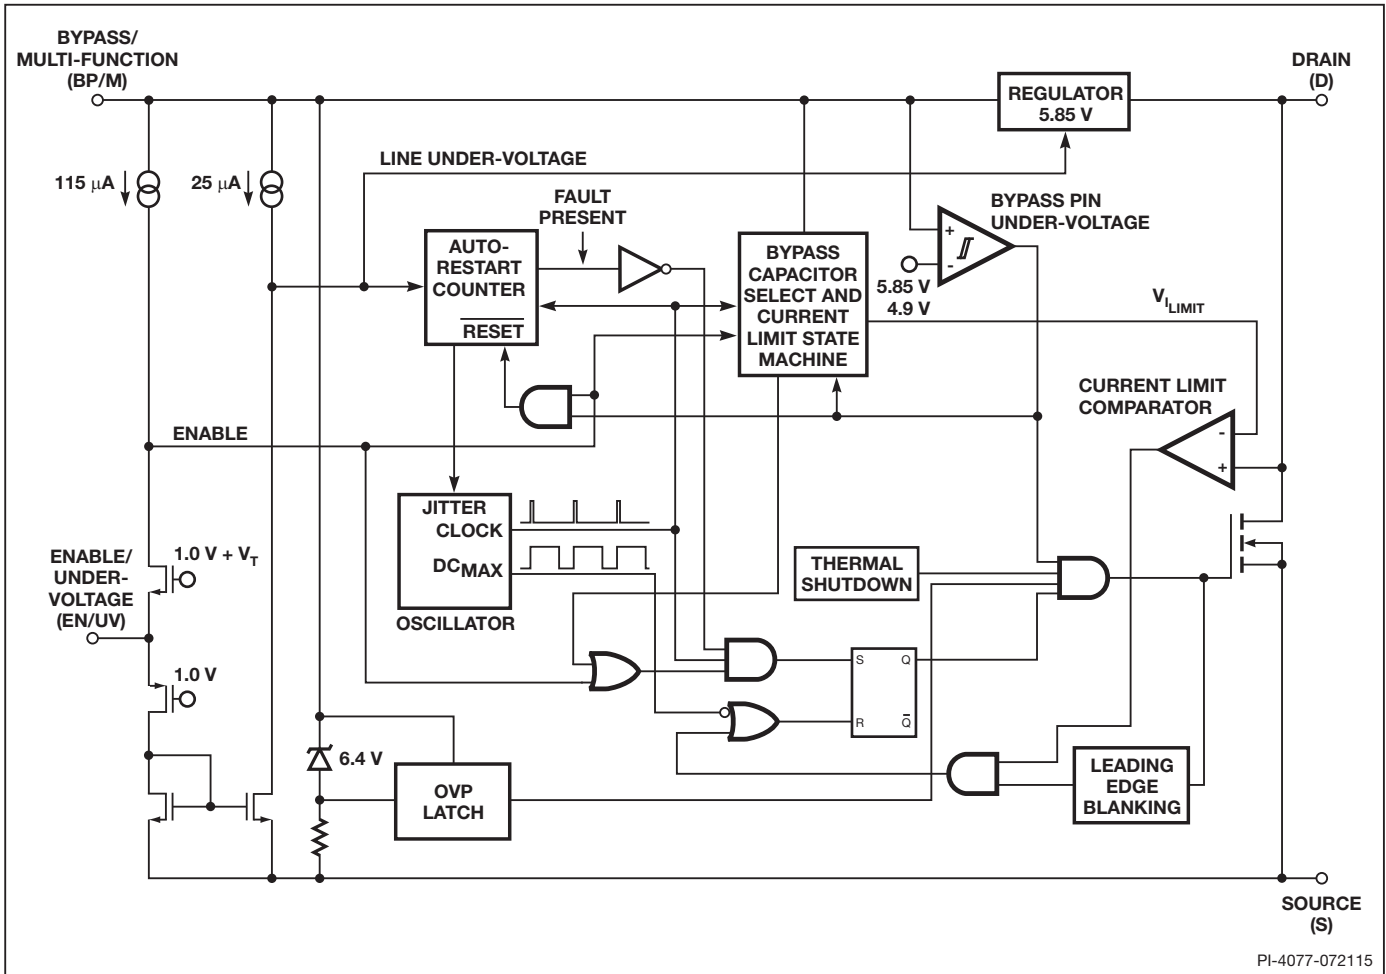 BYPASS/
MULTI-FUNCTION
(BP/M)
DRAIN
(D)
REGULATOR
5.85 V
LINE UNDER-VOLTAGE
115 μA
25 μA
FAULT
PRESENT
BYPASS PIN
UNDER-VOLTAGE
+
-
5.85 V
4.9 V
AUTO-
RESTART
COUNTER
RESET
BYPASS
CAPACITOR
SELECT AND
CURRENT
LIMIT STATE
MACHINE
VILIMIT
CURRENT LIMIT
COMPARATOR
-
+
ENABLE
JITTER
CLOCK
DCMAX
OSCILLATOR
1.0 V + VT
ENABLE/
UNDER-
VOLTAGE
(EN/UV)
1.0 V
THERMAL
SHUTDOWN
S Q
R Q̅
6.4 V
OVP
LATCH
LEADING
EDGE
BLANKING
SOURCE
(S)
PI-4077-072115